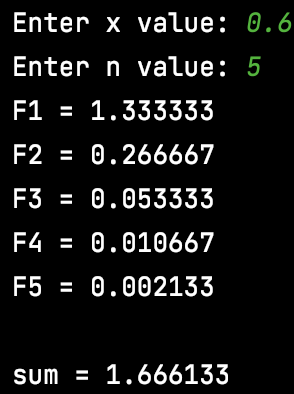 Enter x value: 0.6
Enter n value: 5
F1 = 1.333333
F2 = 0.266667
F3 = 0.053333
F4 = 0.010667
F5 = 0.002133
sum = 1.666133